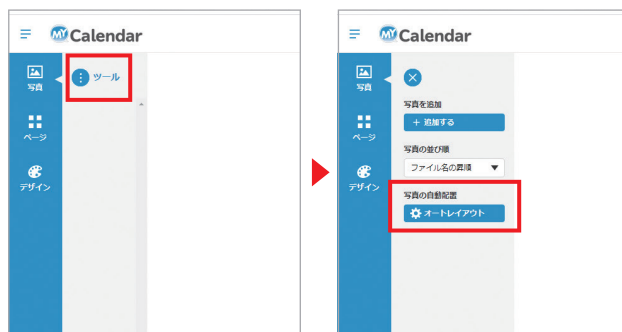 MY Calendar
写真
ツール
ページ
デザイン
MY Calendar
写真
写真を追加
+ 追加する
ページ
写真の並び順
ファイル名の昇順
デザイン
写真の自動配置
オートレイアウト